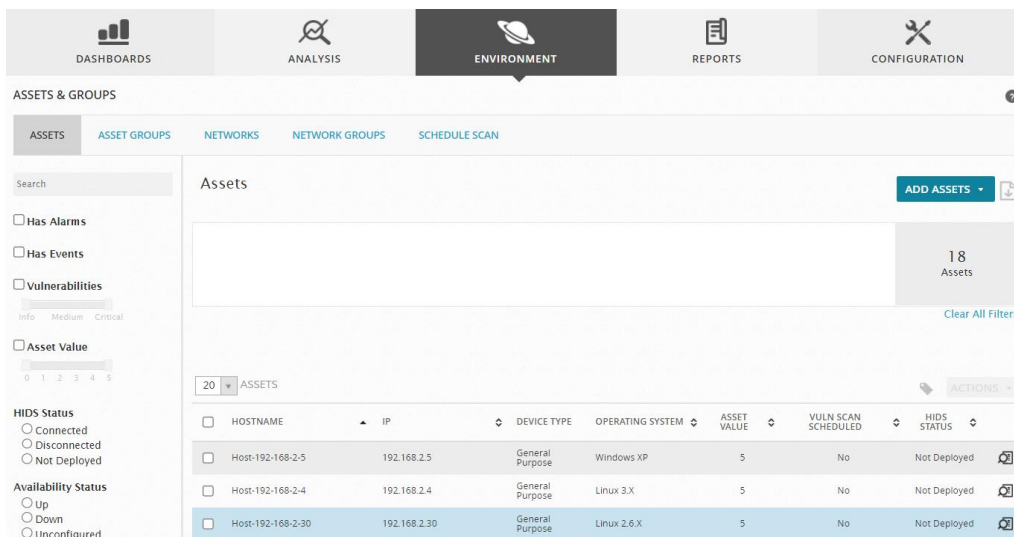 DASHBOARDS
ANALYSIS
ENVIRONMENT
REPORTS
CONFIGURATION
ASSETS & GROUPS
?
ASSETS ASSET GROUPS NETWORKS NETWORK GROUPS SCHEDULE SCAN
Search
Assets
ADD ASSETS
Has Alarms
Has Events
Vulnerabilities
Info Medium Critical
Asset Value
0 1 2 3 4 5
18
Assets
Clear All Filter
20 ASSETS
ACTIONS
HIDS Status
Connected
Disconnected
Not Deployed
Availability Status
Up
Down
Unconfigured
HOSTNAME IP DEVICE TYPE OPERATING SYSTEM ASSET VALUE VULN SCAN SCHEDULED HIDS STATUS
Host-192-168-2-5 192.168.2.5 General Purpose Windows XP 5 No Not Deployed
Host-192-168-2-4 192.168.2.4 General Purpose Linux 3.X 5 No Not Deployed
Host-192-168-2-30 192.168.2.30 General Purpose Linux 2.6.X 5 No Not Deployed